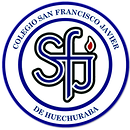 COLEGIO SAN FRANCISCO JAVIER
sfj
DE HUECHURABA